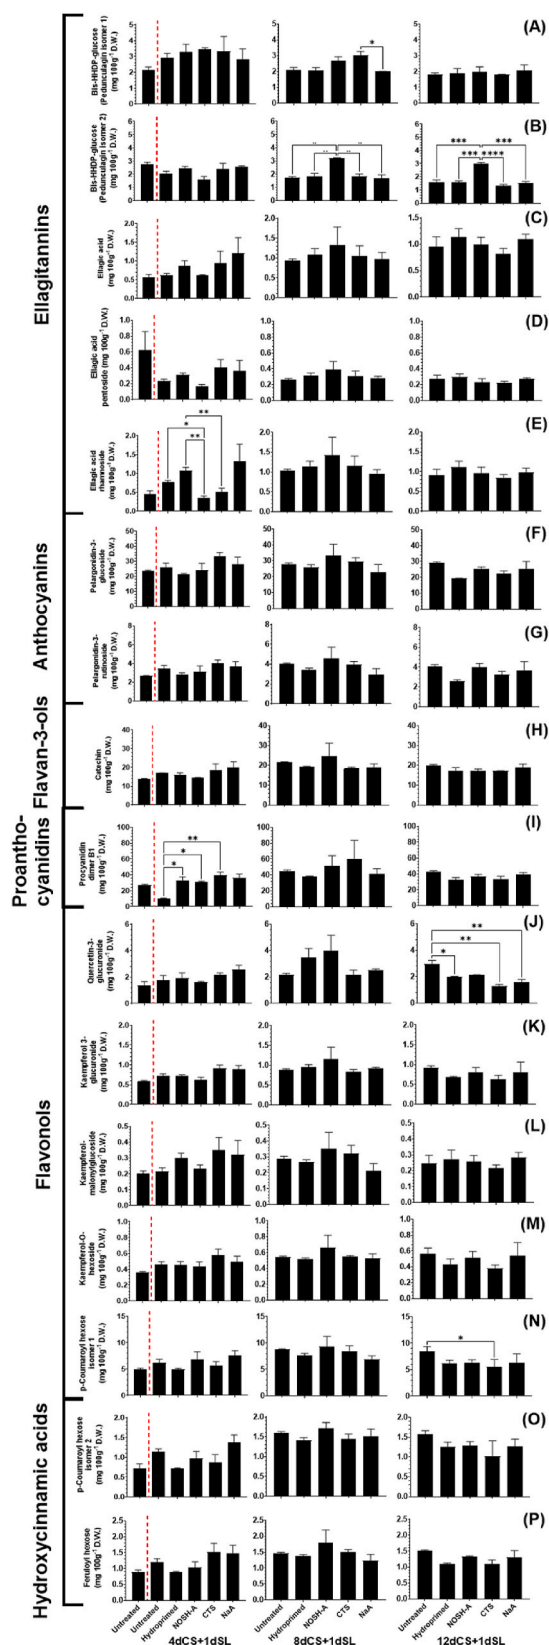 Ellagitannins
Bis-HHDP-glucose
(Pedunculagin isomer 1)
(mg 100g-1 D.W.)
(A)
*
Bis-HHDP-glucose
(Pedunculagin isomer 2)
(mg 100g-1 D.W.)
(B)
** **
** **
*** ***
*** ****
Ellagic acid
(mg 100g-1 D.W.)
(C)
Ellagic acid
pentoside
(mg 100g-1 D.W.)
(D)
Ellagic acid
rhamnoside
(mg 100g-1 D.W.)
(E)
**
*
**
Anthocyanins
Pelargonidin-3-
glucoside
(mg 100g-1 D.W.)
(F)
Pelargonidin-3-
rutinoside
(mg 100g-1 D.W.)
(G)
Flavan-3-ols
Catechin
(mg 100g-1 D.W.)
(H)
Proantho-
cyanidins
Procyanidin
dimer B1
(mg 100g-1 D.W.)
(I)
**
*
*
Flavonols
Quercetin-3-
glucuronide
(mg 100g-1 D.W.)
(J)
**
**
*
Kaempferol 3-
glucuronide
(mg 100g-1 D.W.)
(K)
Kaempferol-
malonylglucoside
(mg 100g-1 D.W.)
(L)
Kaempferol-O-
hexoside
(mg 100g-1 D.W.)
(M)
p-Coumaroyl hexose
isomer 1
(mg 100g-1 D.W.)
(N)
*
Hydroxycinnamic acids
p-Coumaroyl hexose
isomer 2
(mg 100g-1 D.W.)
(O)
Feruloyl hexose
(mg 100g-1 D.W.)
(P)
Untreated Untreated Hydroprimed NOSH-A CTS NaA
Untreated Hydroprimed NOSH-A CTS NaA
Untreated Hydroprimed NOSH-A CTS NaA
4dCS+1dSL 8dCS+1dSL 12dCS+1dSL